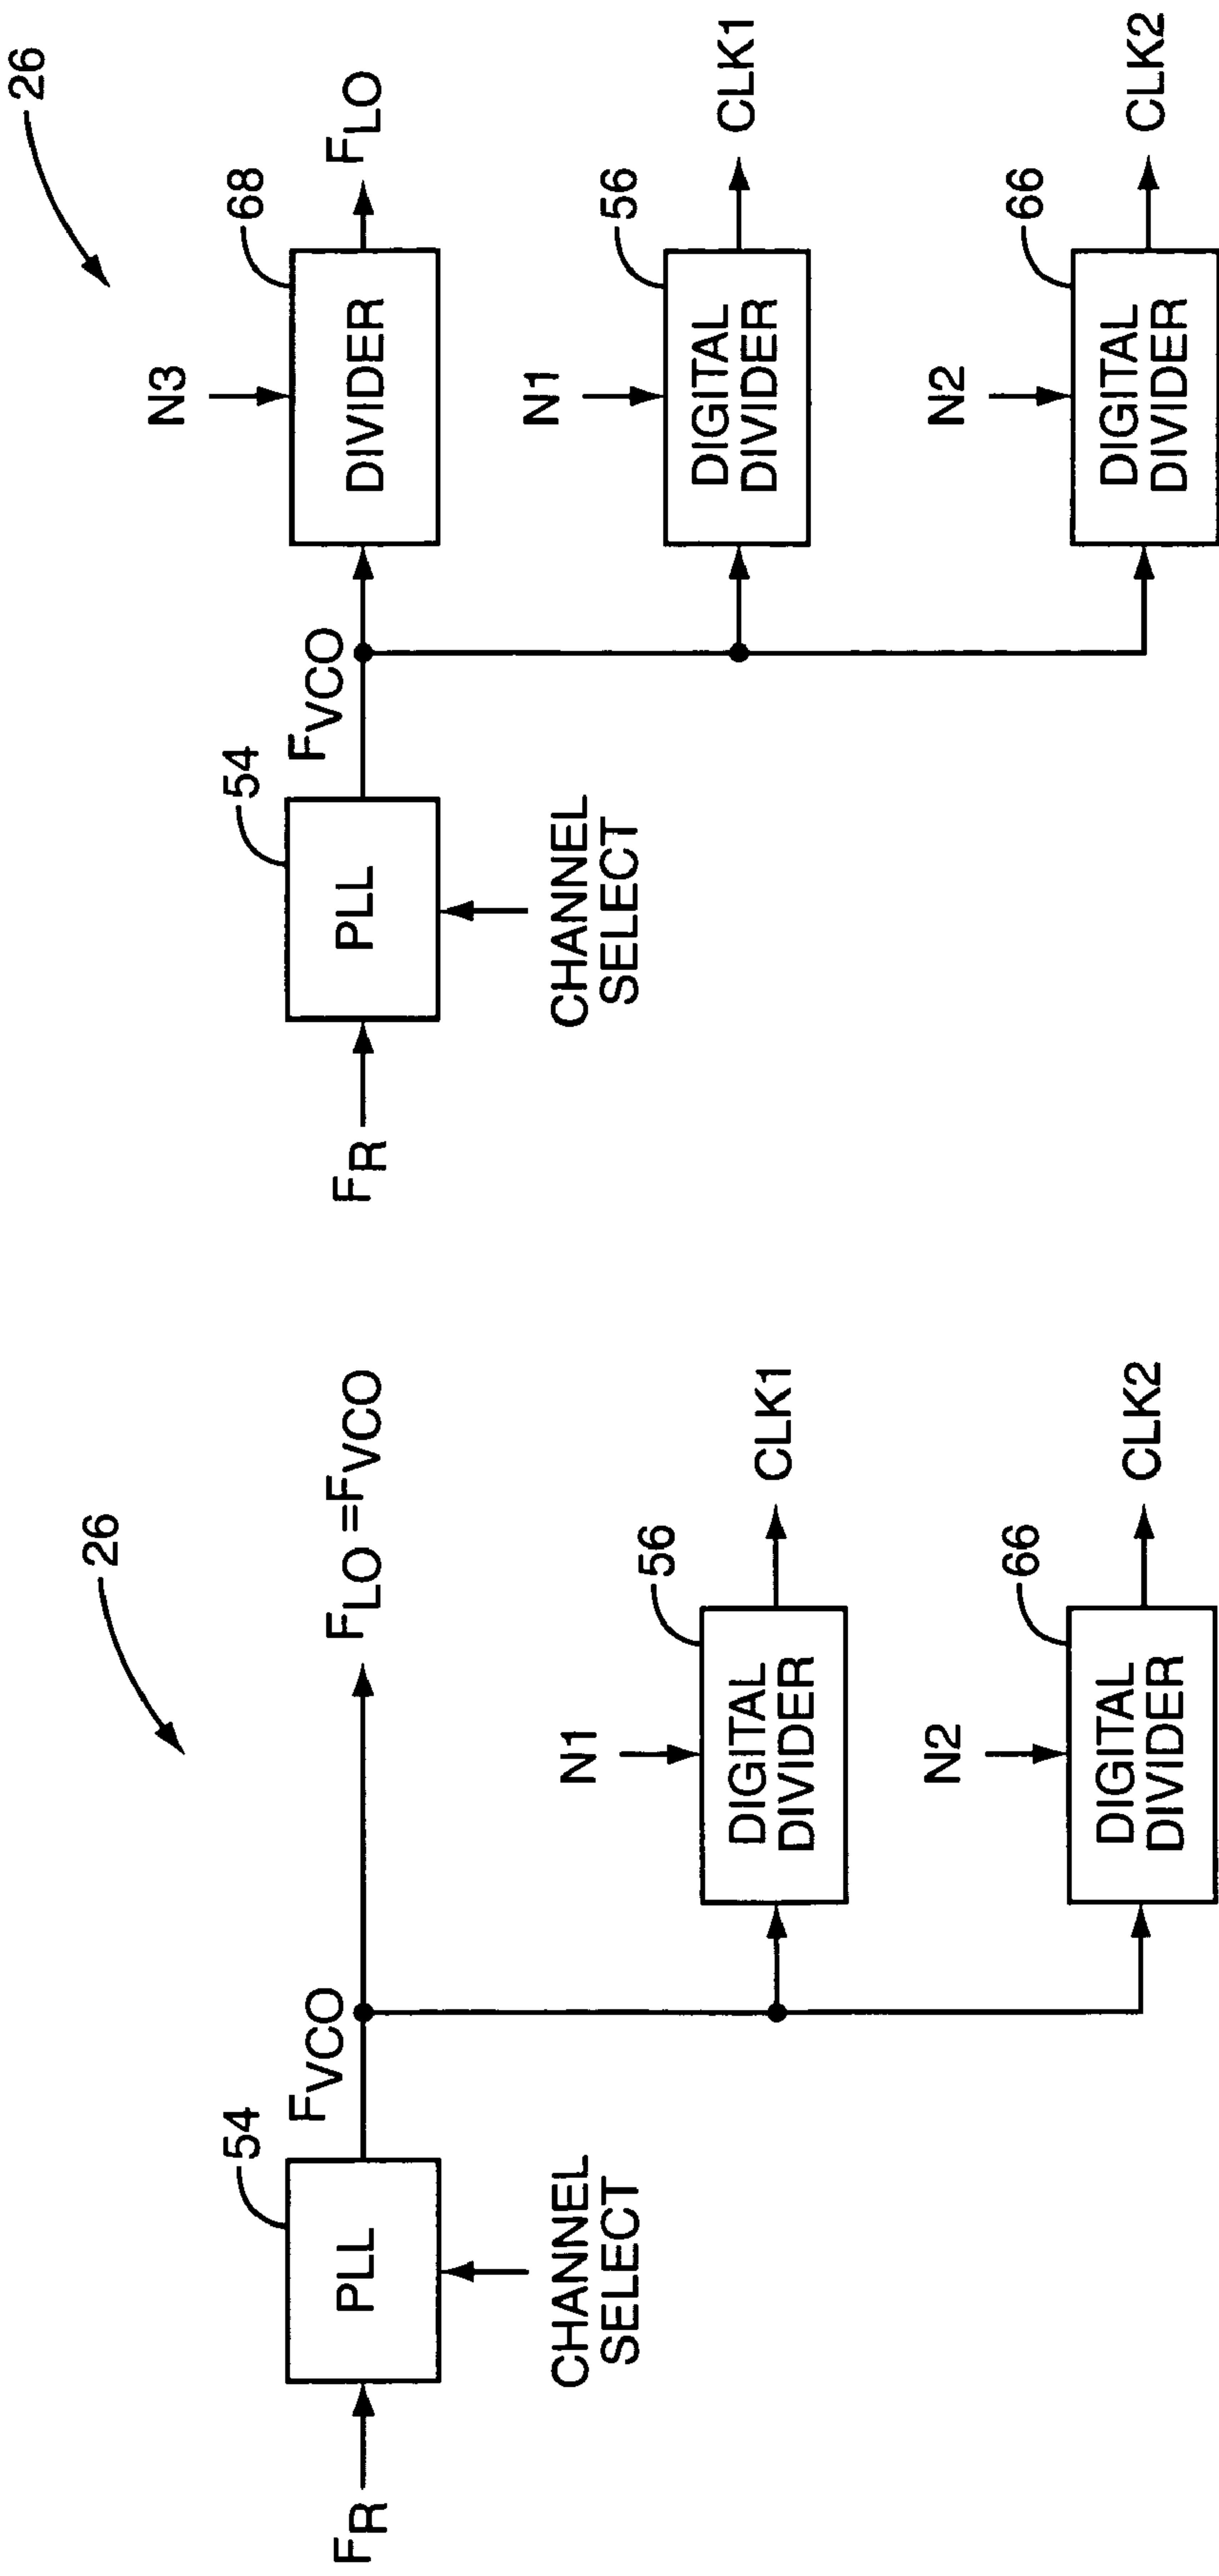 26
FLO =FVCO
FVCO
54
PLL
FR
CHANNEL
SELECT
N1
56
DIGITAL
DIVIDER
CLK1
N2
66
DIGITAL
DIVIDER
CLK2
26
N3
68
DIVIDER
FLO
FVCO
54
PLL
FR
CHANNEL
SELECT
N1
56
DIGITAL
DIVIDER
CLK1
N2
66
DIGITAL
DIVIDER
CLK2